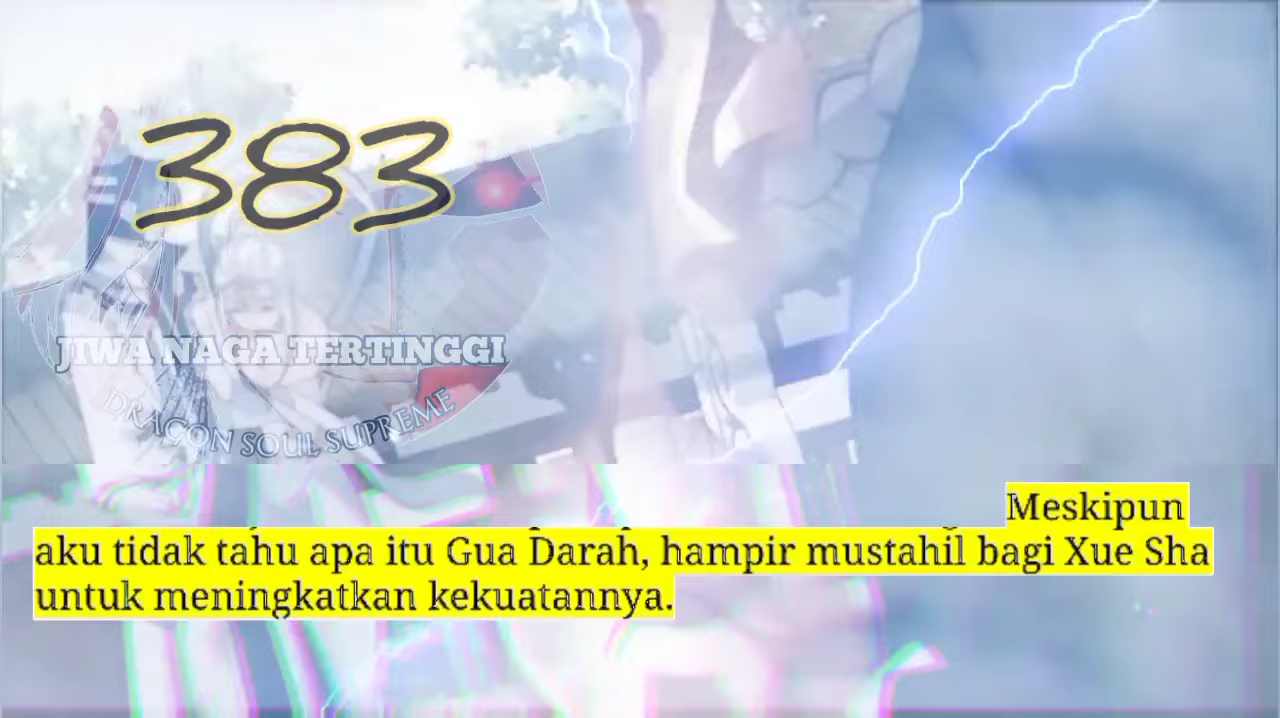 383
JIWA NAGA TERTINGGI
DRAGON SOUL SUPREME
Meskipun
aku tidak tahu apa itu Gua Darah, hampir mustahil bagi Xue Sha
untuk meningkatkan kekuatannya.